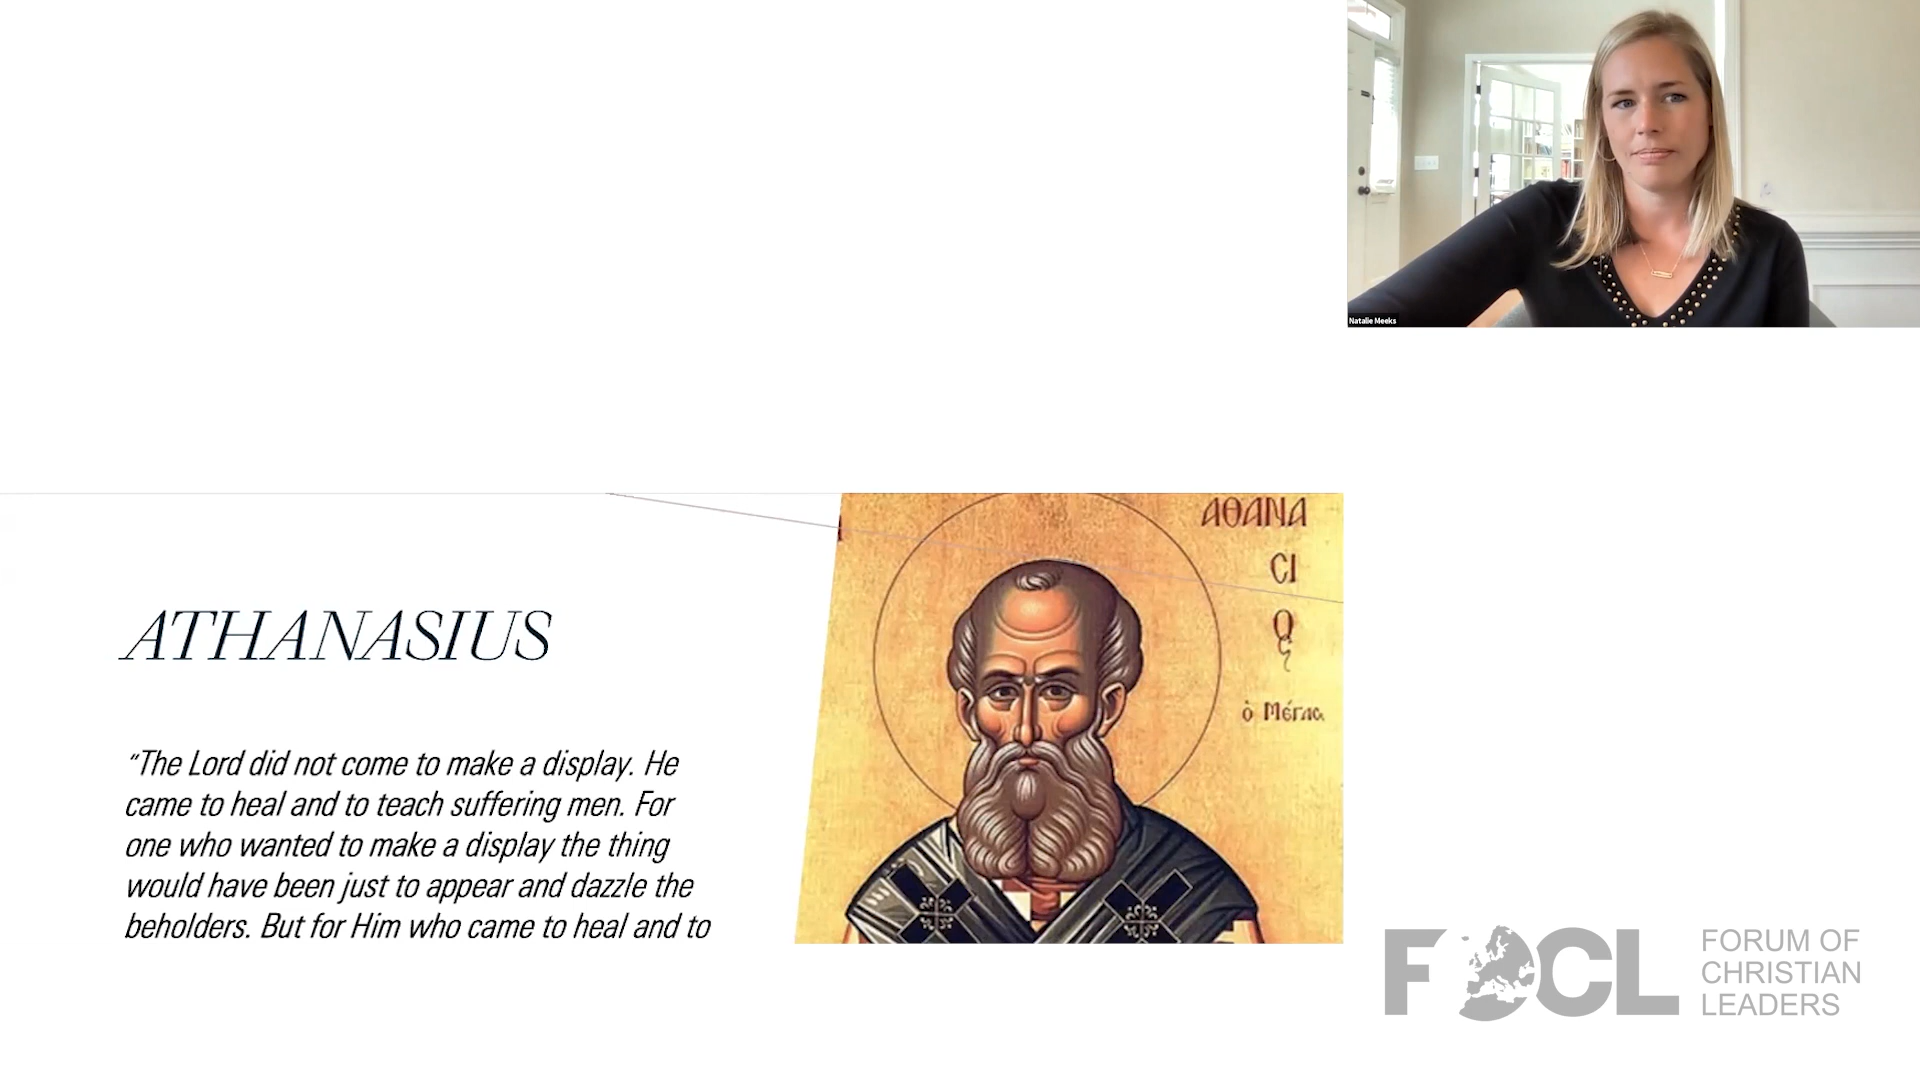 Natalie Meeks
ΑΘΑΝΑ
CΙ
Ο
ς
ὁ Μέγας
ATHANASIUS
“The Lord did not come to make a display. He
came to heal and to teach suffering men. For
one who wanted to make a display the thing
would have been just to appear and dazzle the
beholders. But for Him who came to heal and to
FOCL
FORUM OF
CHRISTIAN
LEADERS